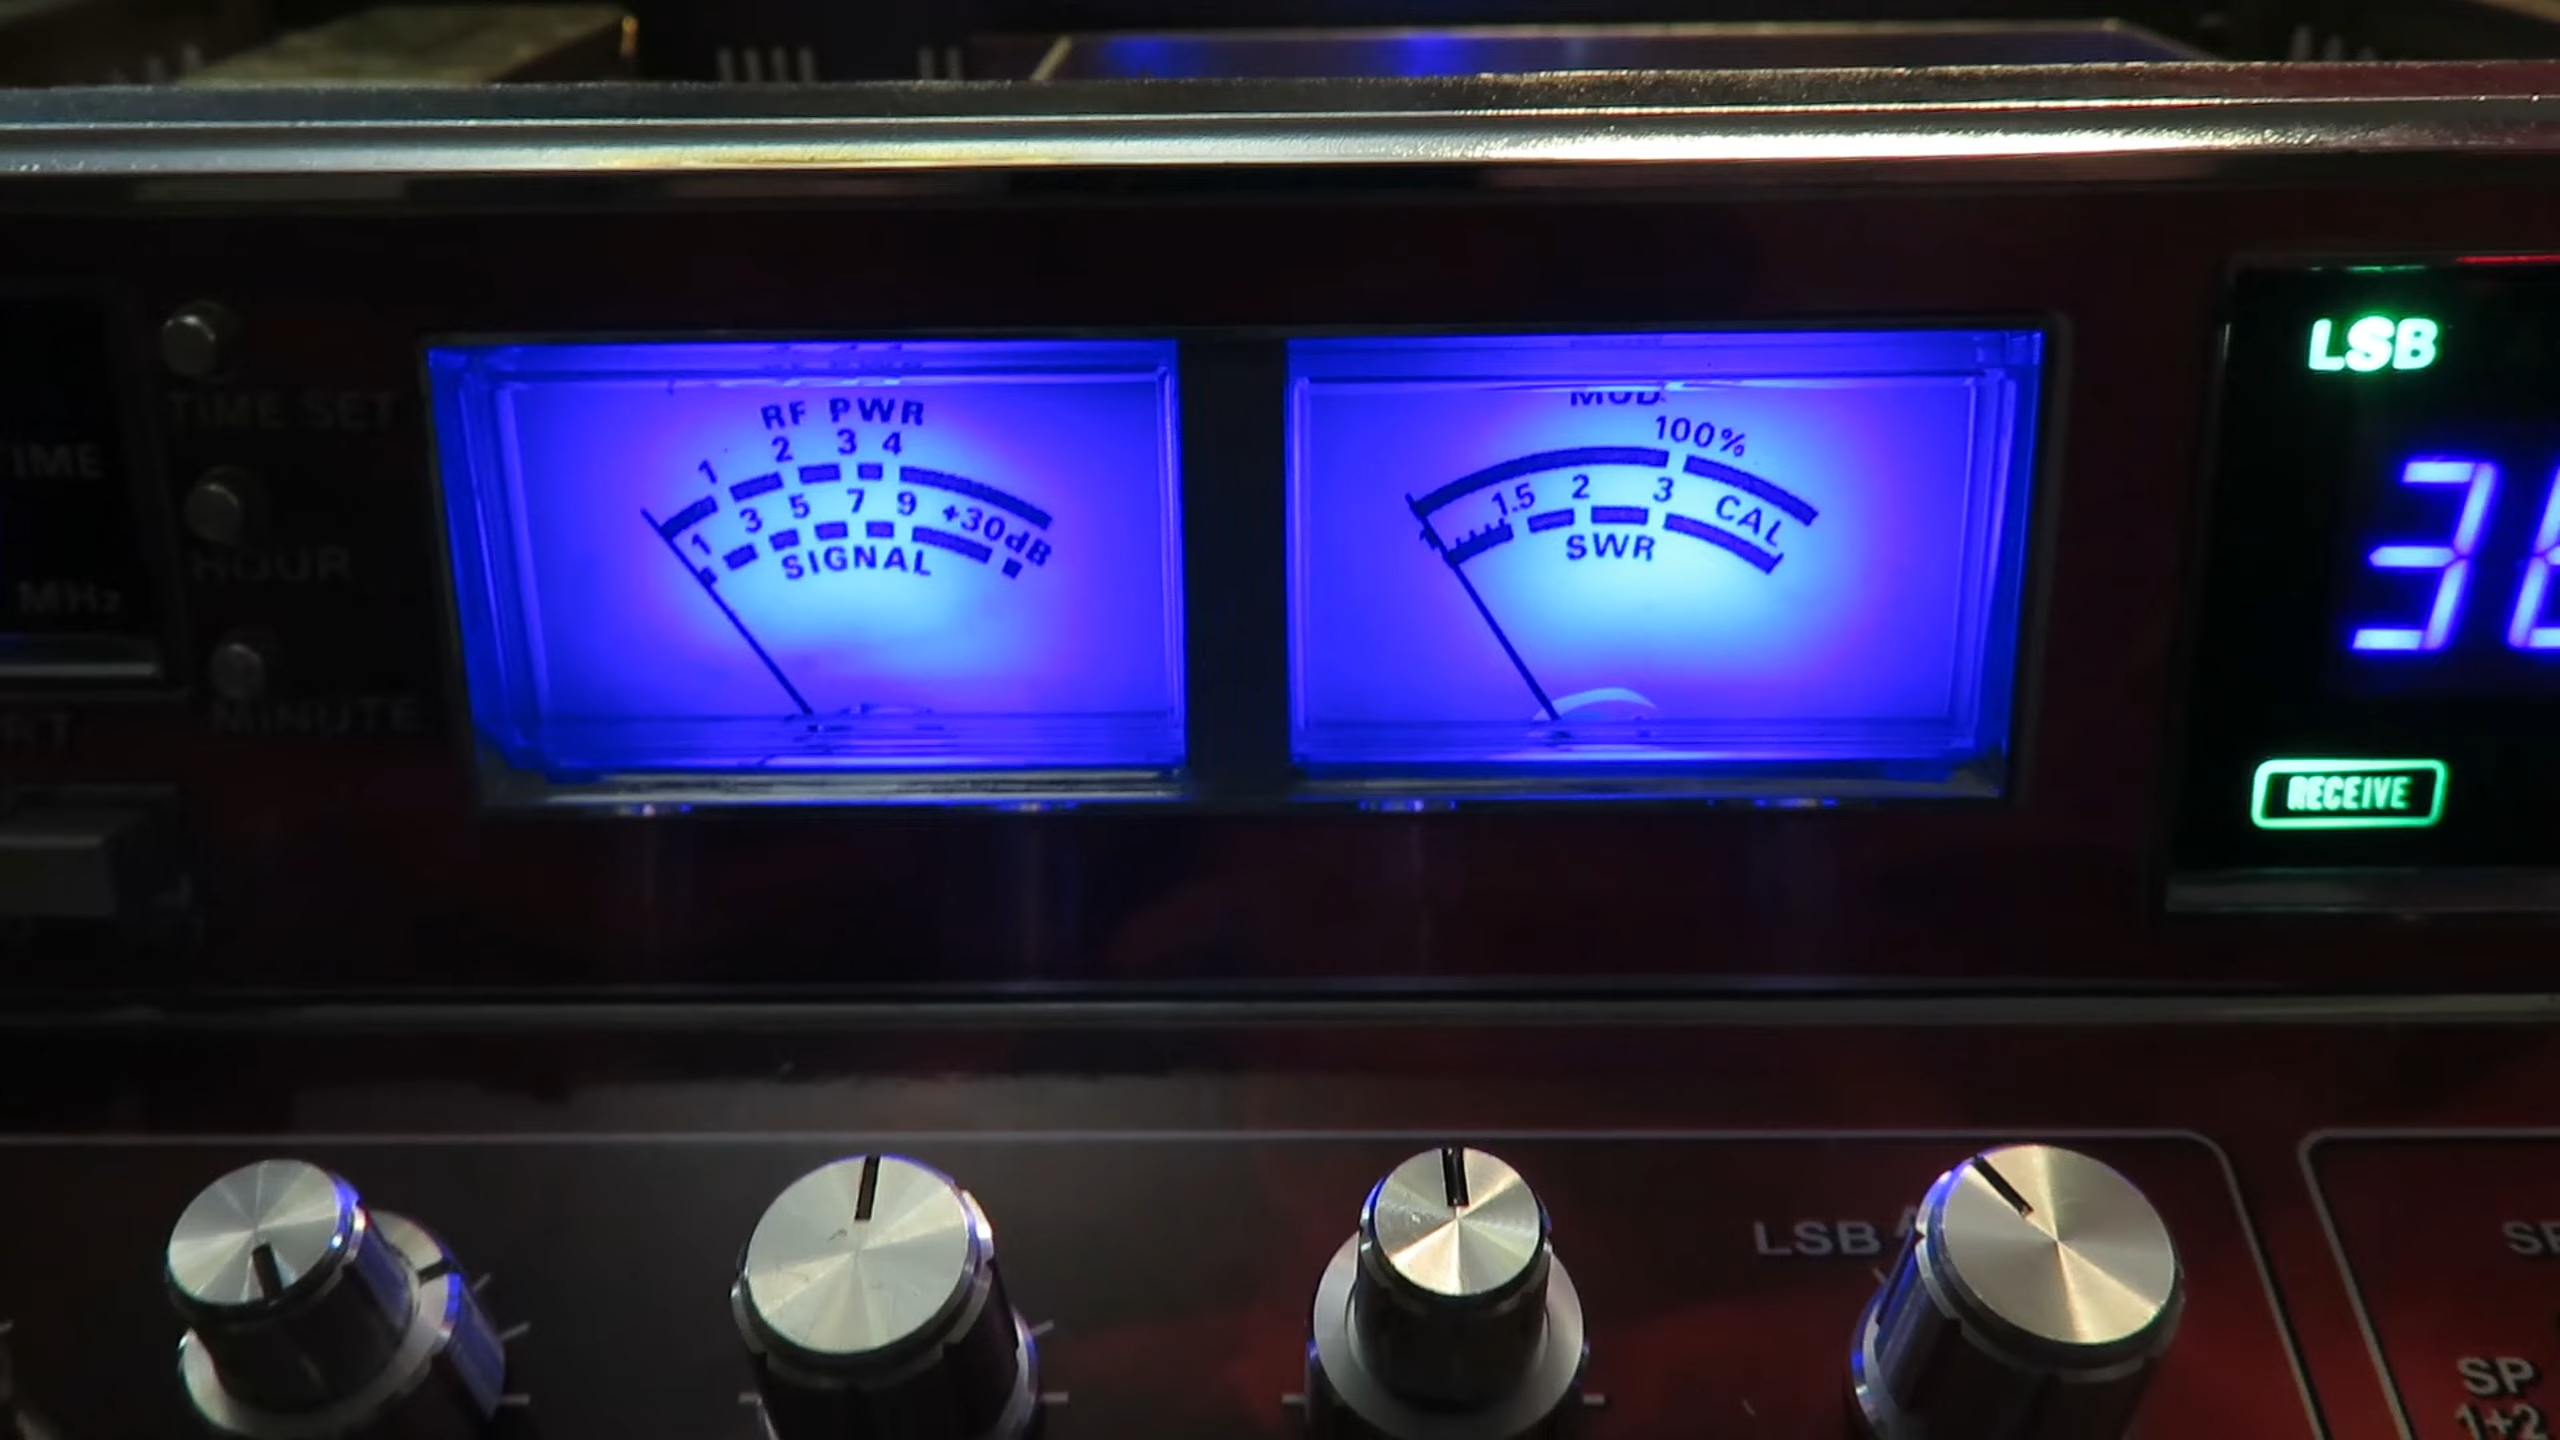 TIME SET
TIME
HOUR
MHz
MINUTE
RF PWR
1 2 3 4
1 3 5 7 9 +30dB
SIGNAL
MOD.
100%
1 1.5 2 3 CAL
SWR
LSB
RECEIVE
LSB
SP
1+2